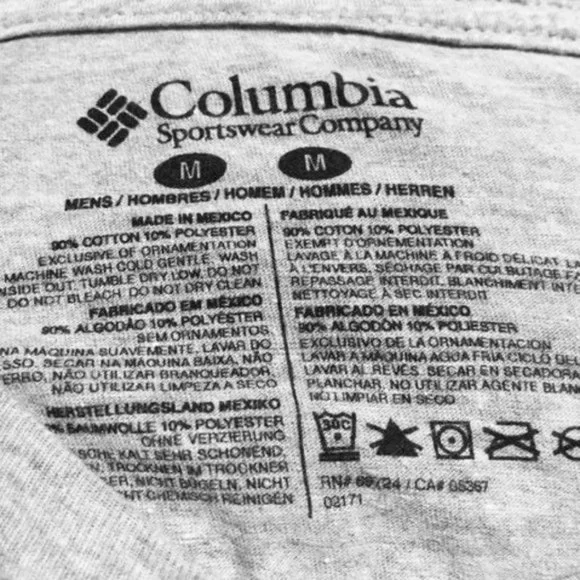 Columbia
Sportswear Company
M M
MENS / HOMBRES / HOMEM / HOMMES / HERREN
MADE IN MEXICO
90% COTTON 10% POLYESTER
EXCLUSIVE OF ORNAMENTATION
MACHINE WASH COLD GENTLE, WASH
INSIDE OUT, TUMBLE DRY LOW, DO NOT
DO NOT BLEACH, DO NOT DRY CLEAN
FABRICADO EM MÉXICO
90% ALGODÃO 10% POLYÉSTER
SEM ORNAMENTOS
NA MÁQUINA SUAVEMENTE, LAVAR DO
SECAR NA MÁQUINA BAIXA, NÃO
FERRO, NÃO UTILIZAR BRANQUEADOR,
NÃO UTILIZAR LIMPEZA A SECO
HERSTELLUNGSLAND MEXIKO
BAUMWOLLE 10% POLYESTER
OHNE VERZIERUNG
KALT SEHR SCHONEND,
TROCKNEN IM TROCKNER
NICHT BÜGELN, NICHT
CHEMISCH REINIGEN
FABRIQUÉ AU MEXIQUE
90% COTON 10% POLYESTER
EXEMPT D'ORNEMENTATION
LAVAGE À LA MACHINE À FROID DÉLICAT,
À L'ENVERS, SÉCHAGE PAR CULBUTAGE
REPASSAGE INTERDIT, BLANCHIMENT
NETTOYAGE À SEC INTERDIT
FABRICADO EN MÉXICO
90% ALGODÓN 10% POLIESTER
EXCLUSIVO DE LA ORNAMENTACION
LAVAR A MÁQUINA AGUA FRIA CICLO
LAVAR AL REVÉS, SECAR EN SECADORA
PLANCHAR, NO UTILIZAR AGENTE
NO LIMPIAR EN SECO
30C
RN# / CA# 05367
02171